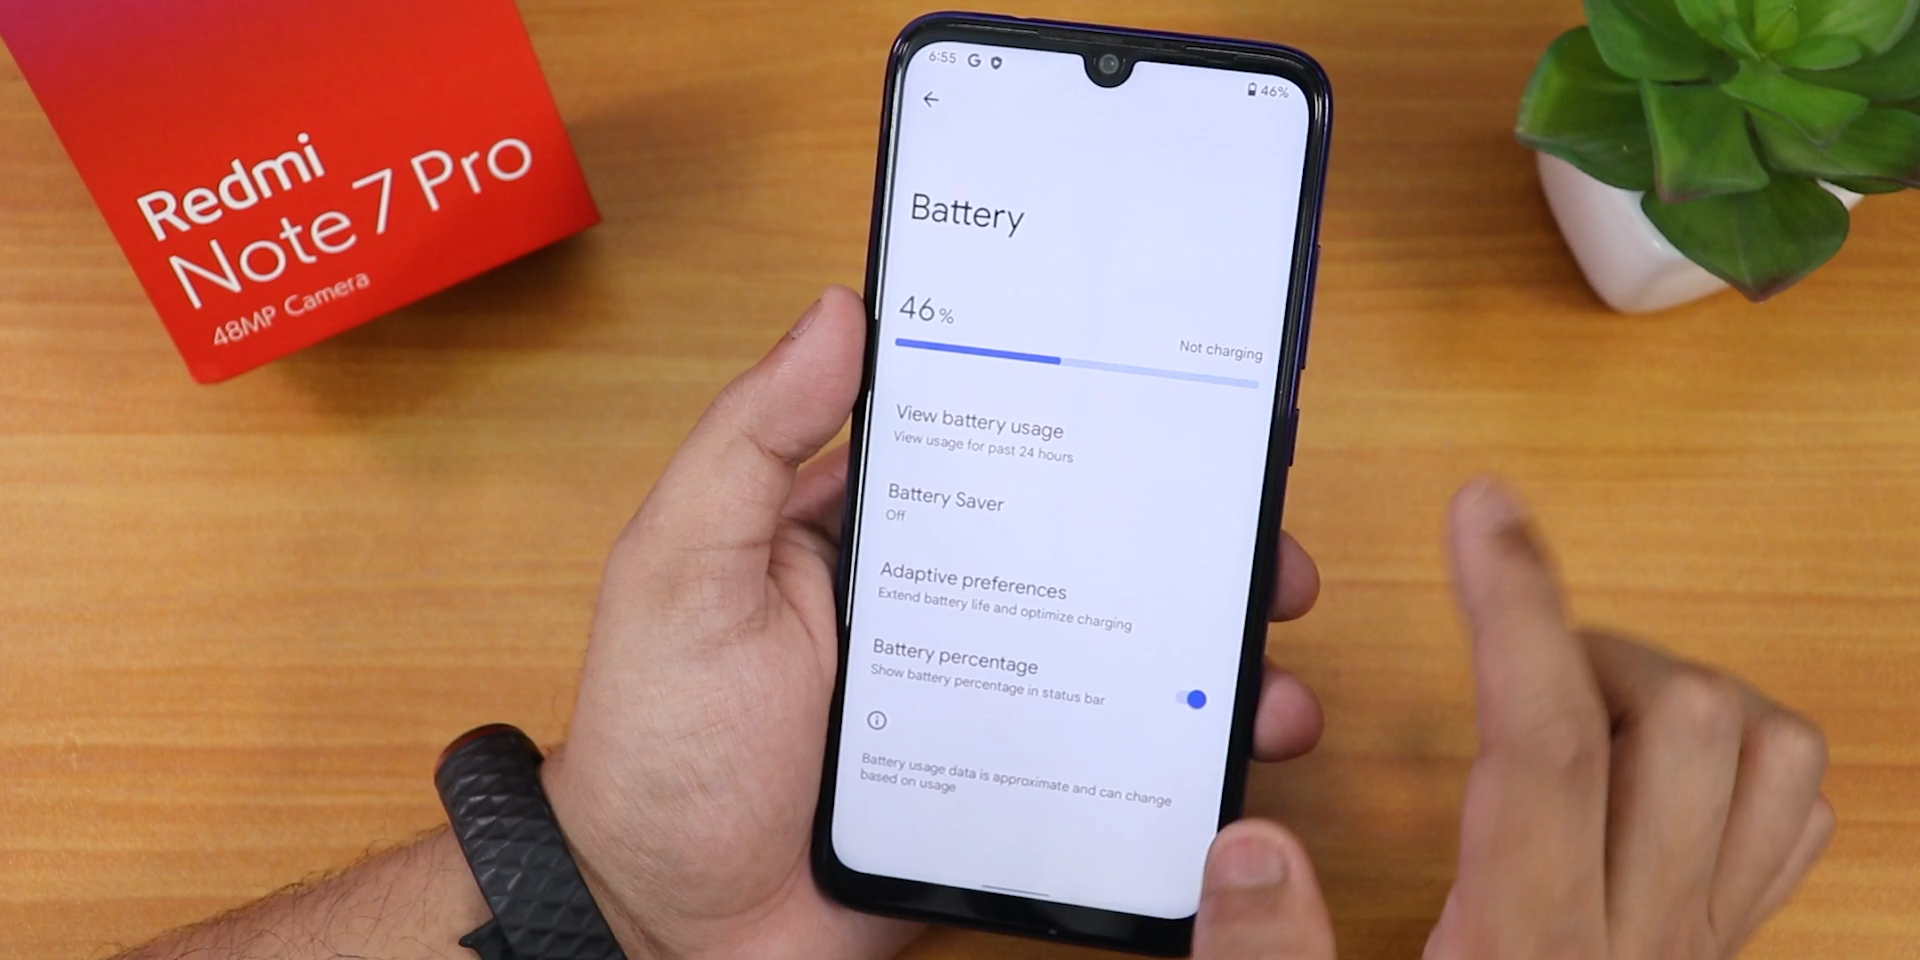 Redmi
Note 7 Pro
48MP Camera
6:55
46%
Battery
46 %
Not charging
View battery usage
View usage for past 24 hours
Battery Saver
Off
Adaptive preferences
Extend battery life and optimize charging
Battery percentage
Show battery percentage in status bar
Battery usage data is approximate and can change
based on usage